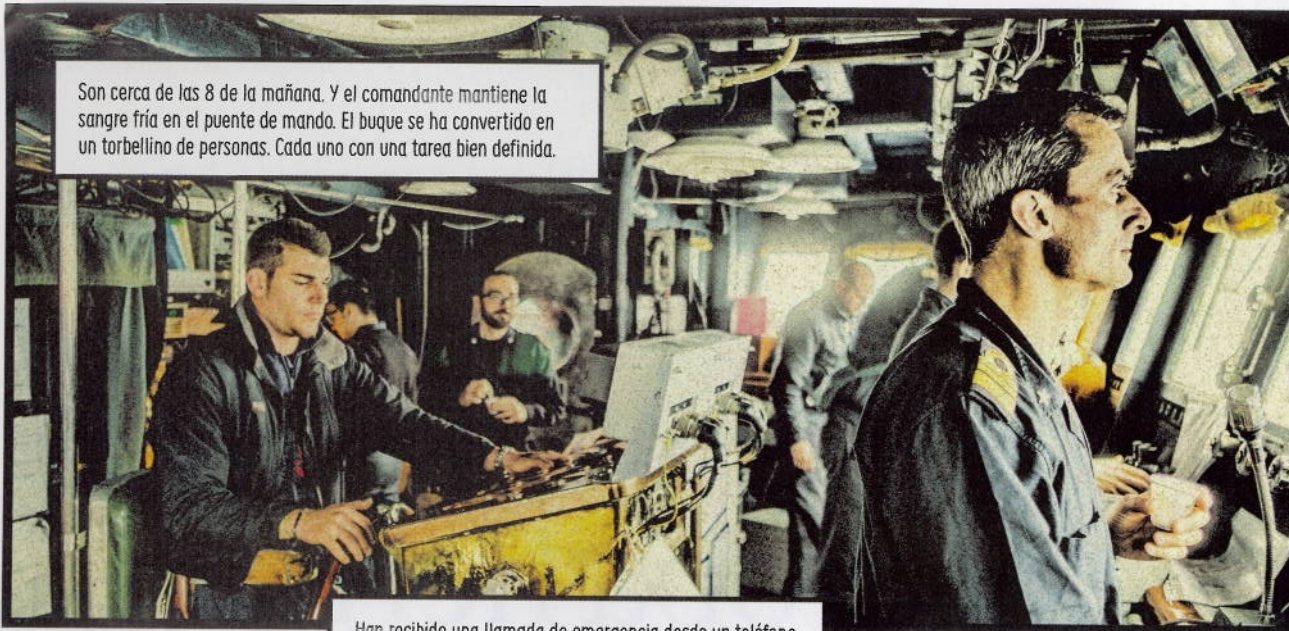 Son cerca de las 8 de la mañana. Y el comandante mantiene la
sangre fría en el puente de mando. El buque se ha convertido en
un torbellino de personas. Cada uno con una tarea bien definida.
Han recibido una llamada de emergencia desde un teléfono